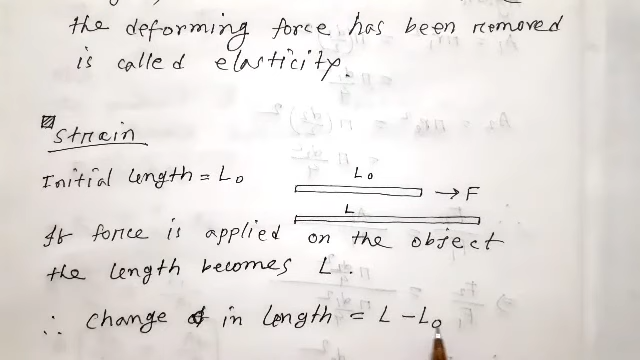 the deforming force has been removed
is called elasticity.
Strain
Initial length = L₀
L₀
→ F
L
If force is applied on the object
the length becomes L.
∴ change in length = L - L₀